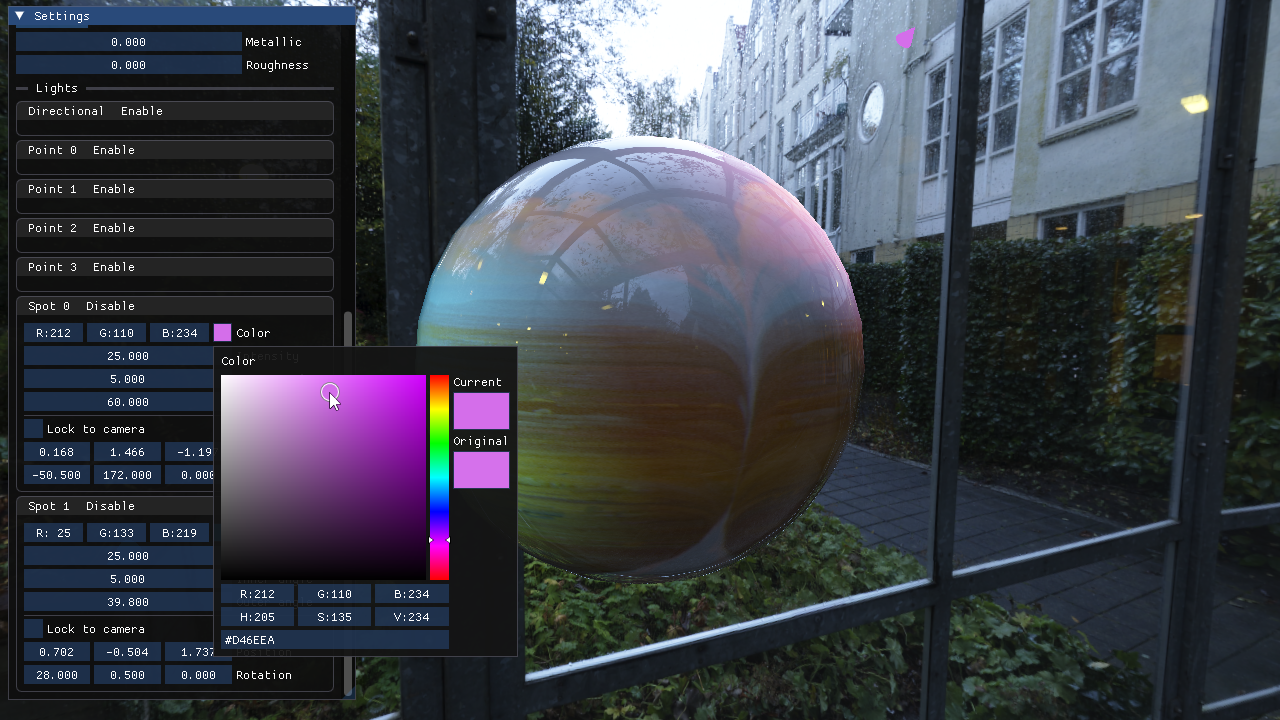 Settings
0.000 Metallic
0.000 Roughness
Lights
Directional Enable
Point 0 Enable
Point 1 Enable
Point 2 Enable
Point 3 Enable
Spot 0 Disable
R:212 G:110 B:234 Color
25.000
5.000
60.000
Lock to camera
0.168 1.468 -1.19
-50.500 172.000 0.000
Spot 1 Disable
R: 25 G:133 B:219
25.000
5.000
39.800
Lock to camera
0.702 -0.504 1.737 Position
28.000 0.500 0.000 Rotation
Color
Current
Original
R:212 G:110 B:234
H:205 S:135 V:234
#D46EEA